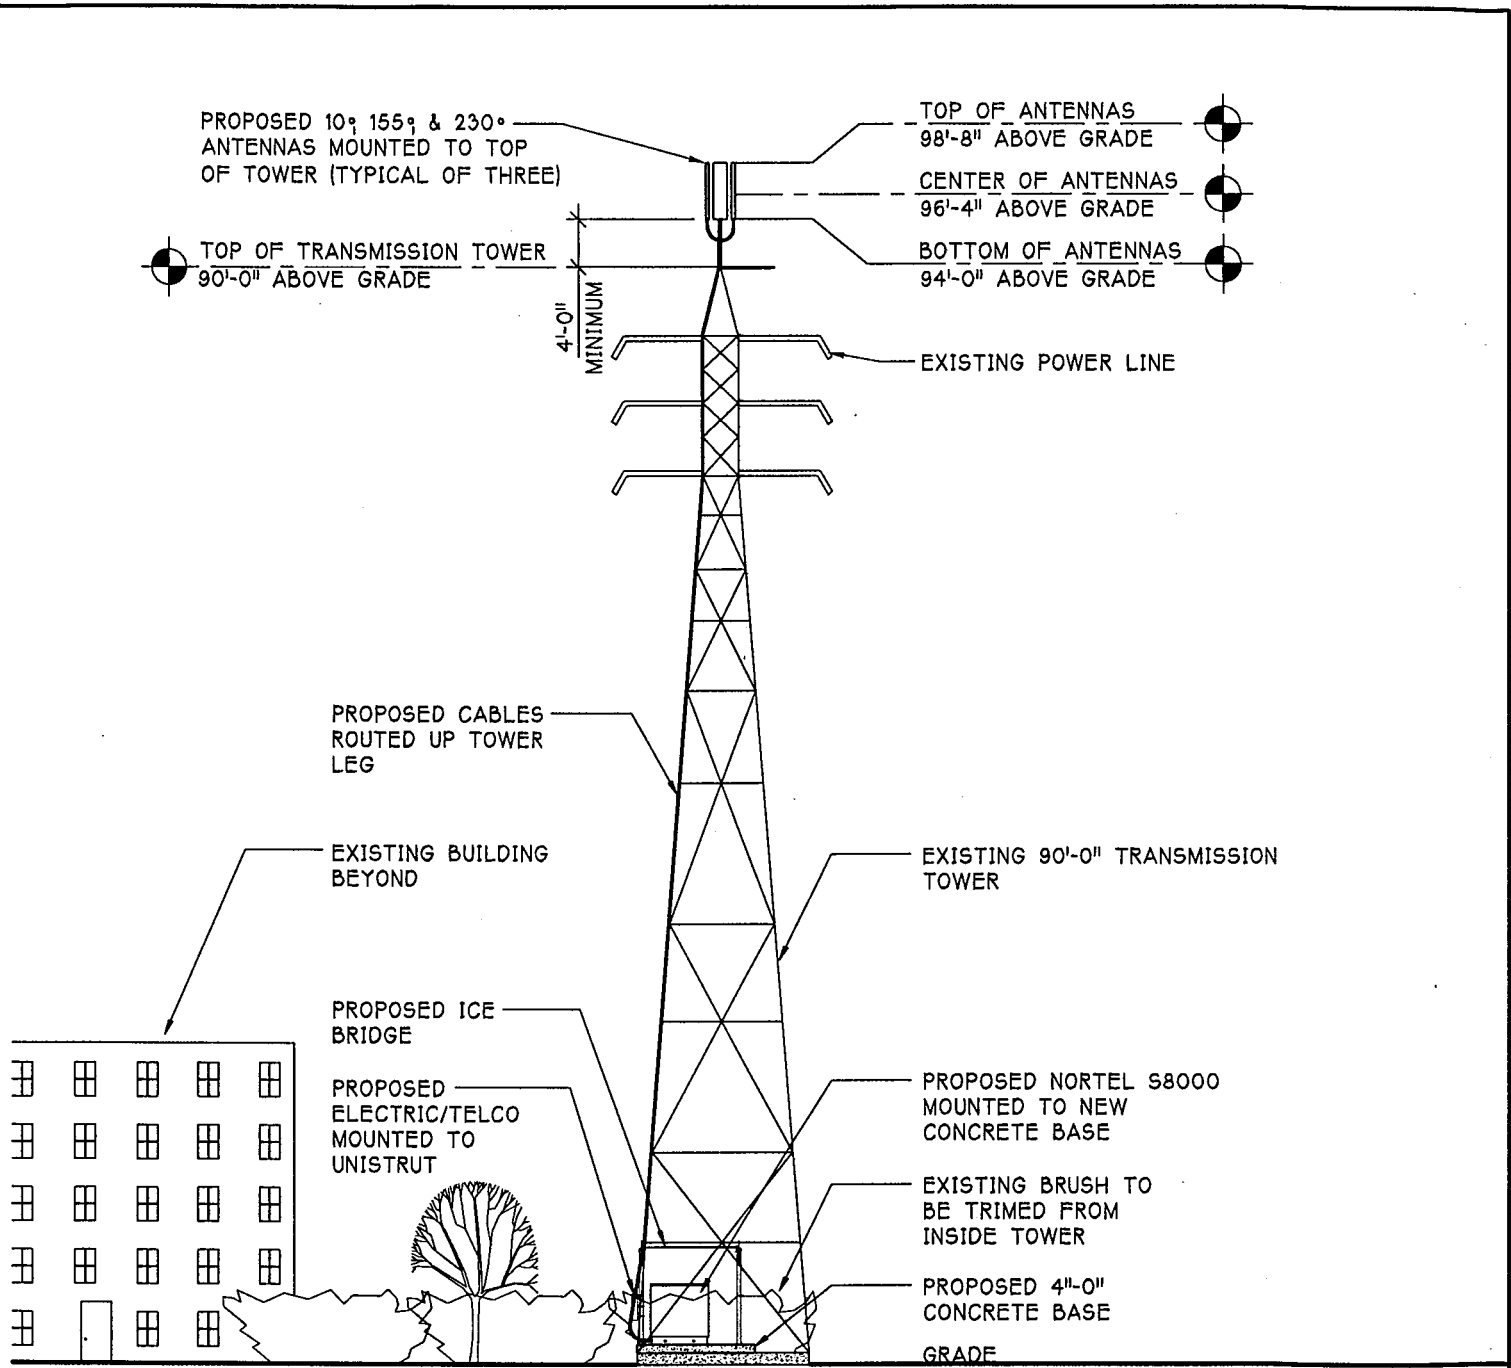 PROPOSED 10°, 155°, & 230°
ANTENNAS MOUNTED TO TOP
OF TOWER (TYPICAL OF THREE)
TOP OF ANTENNAS
98'-8" ABOVE GRADE
CENTER OF ANTENNAS
96'-4" ABOVE GRADE
BOTTOM OF ANTENNAS
94'-0" ABOVE GRADE
TOP OF TRANSMISSION TOWER
90'-0" ABOVE GRADE
4'-0"
MINIMUM
EXISTING POWER LINE
PROPOSED CABLES
ROUTED UP TOWER
LEG
EXISTING BUILDING
BEYOND
EXISTING 90'-0" TRANSMISSION
TOWER
PROPOSED ICE
BRIDGE
PROPOSED
ELECTRIC/TELCO
MOUNTED TO
UNISTRUT
PROPOSED NORTEL S8000
MOUNTED TO NEW
CONCRETE BASE
EXISTING BRUSH TO
BE TRIMED FROM
INSIDE TOWER
PROPOSED 4"-0"
CONCRETE BASE
GRADE